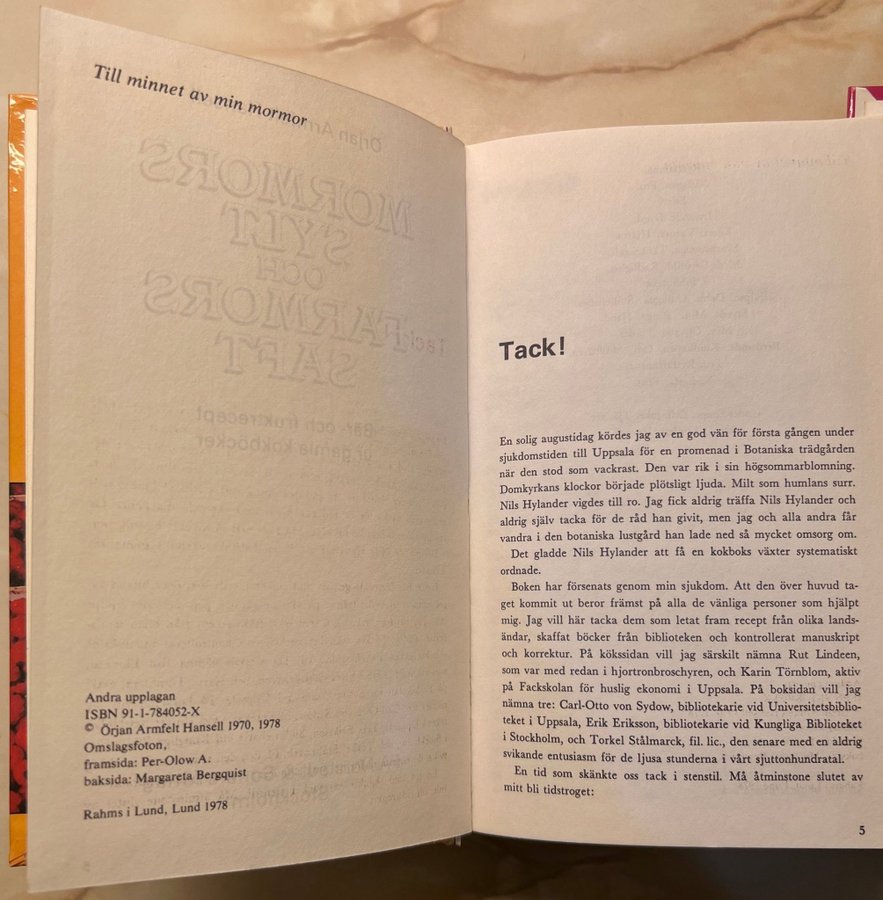 Till minnet av min mormor
Andra upplagan
ISBN 91-1-784052-X
© Örjan Armfelt Hansell 1970, 1978
Omslagsfoton,
framsida: Per-Olow A.
baksida: Margareta Bergquist
Rahms i Lund, Lund 1978
Tack!
En solig augustidag kördes jag av en god vän för första gången under
sjukdomstiden till Uppsala för en promenad i Botaniska trädgården
när den stod som vackrast. Den var rik i sin högsommarblomning.
Domkyrkans klockor började plötsligt ljuda. Milt som humlans surr.
Nils Hylander vigdes till ro. Jag fick aldrig träffa Nils Hylander och
aldrig själv tacka för de råd han givit, men jag och alla andra får
vandra i den botaniska lustgård han lade ned så mycket omsorg om.
Det gladde Nils Hylander att få en kokboks växter systematiskt
ordnade.
Boken har försenats genom min sjukdom. Att den över huvud ta-
get kommit ut beror främst på alla de vänliga personer som hjälpt
mig. Jag vill här tacka dem som letat fram recept från olika lands-
ändar, skaffat böcker från biblioteken och kontrollerat manuskript
och korrektur. På kökssidan vill jag särskilt nämna Rut Lindeen,
som var med redan i hjortronbroschyren, och Karin Törnblom, aktiv
på Fackskolan för huslig ekonomi i Uppsala. På boksidan vill jag
nämna tre: Carl-Otto von Sydow, bibliotekarie vid Universitetsbiblio-
teket i Uppsala, Erik Eriksson, bibliotekarie vid Kungliga Biblioteket
i Stockholm, och Torkel Stålmarck, fil. lic., den senare med en aldrig
svikande entusiasm för de ljusa stunderna i vårt sjuttonhundratal.
En tid som skänkte oss tack i stenstil. Må åtminstone slutet av
mitt bli tidstroget:
5